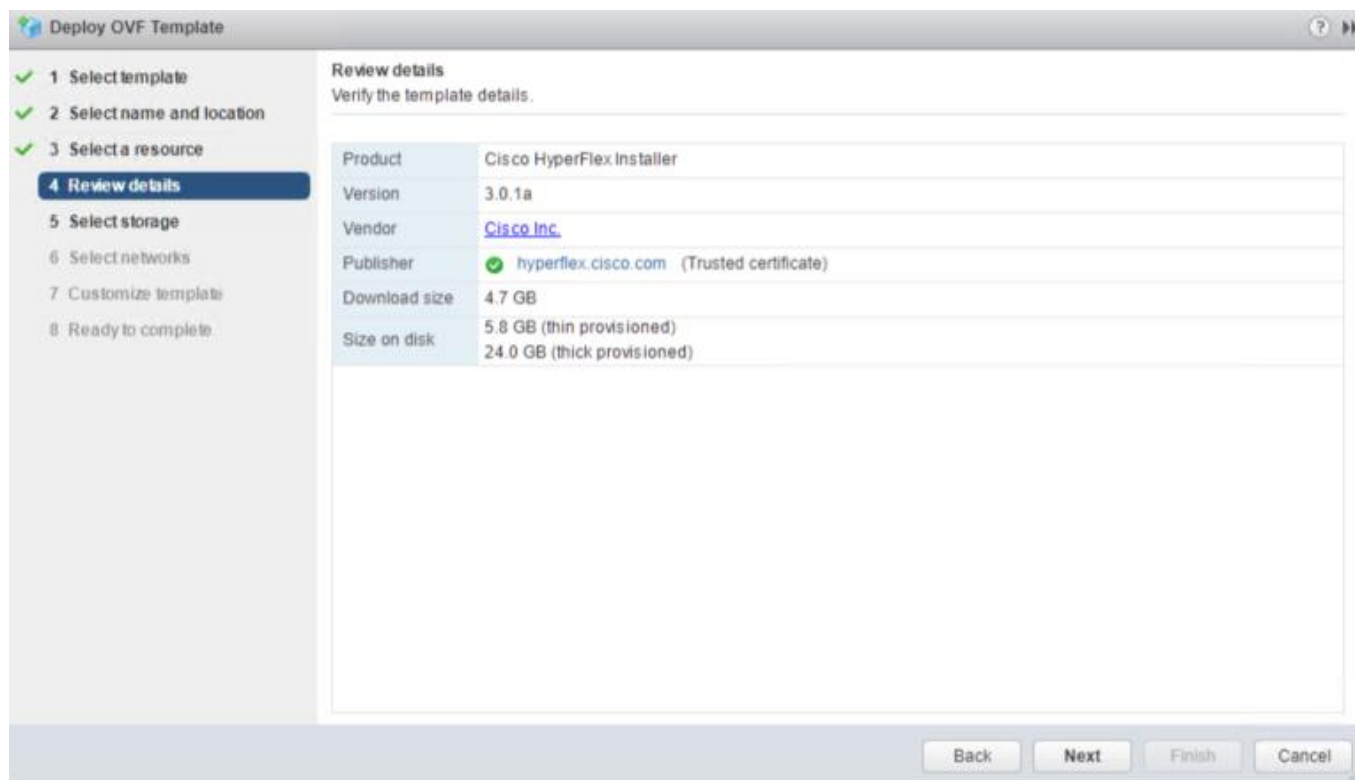 Deploy OVF Template
?
1 Select template
2 Select name and location
3 Select a resource
4 Review details
5 Select storage
6 Select networks
7 Customize template
8 Ready to complete
Review details
Verify the template details.
Product Cisco HyperFlex Installer
Version 3.0.1a
Vendor Cisco Inc.
Publisher hyperflex.cisco.com (Trusted certificate)
Download size 4.7 GB
Size on disk 5.8 GB (thin provisioned)
24.0 GB (thick provisioned)
Back Next Finish Cancel